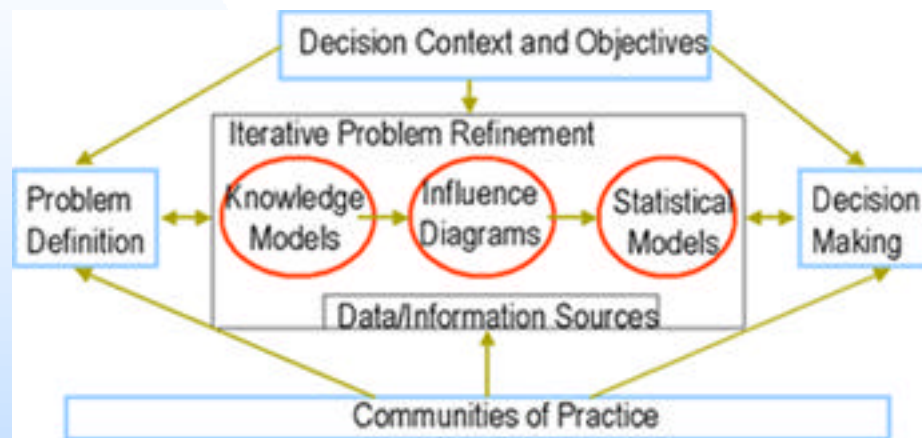 Decision Context and Objectives
Iterative Problem Refinement
Problem
Definition
Knowledge
Models
Influence
Diagrams
Statistical
Models
Decision
Making
Data/Information Sources
Communities of Practice